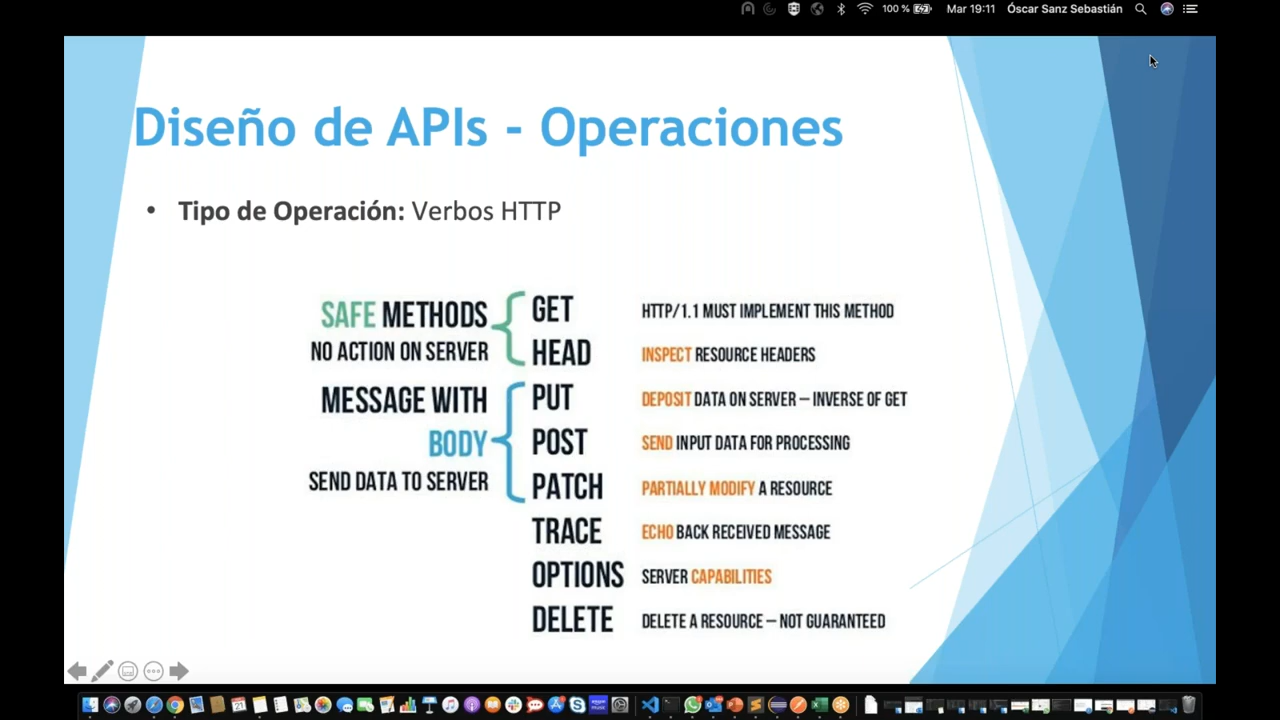 100 %
Mar 19:11
Óscar Sanz Sebastián
Diseño de APIs - Operaciones
• Tipo de Operación: Verbos HTTP
SAFE METHODS
NO ACTION ON SERVER
MESSAGE WITH
BODY
SEND DATA TO SERVER
GET HTTP/1.1 MUST IMPLEMENT THIS METHOD
HEAD INSPECT RESOURCE HEADERS
PUT DEPOSIT DATA ON SERVER – INVERSE OF GET
POST SEND INPUT DATA FOR PROCESSING
PATCH PARTIALLY MODIFY A RESOURCE
TRACE ECHO BACK RECEIVED MESSAGE
OPTIONS SERVER CAPABILITIES
DELETE DELETE A RESOURCE – NOT GUARANTEED